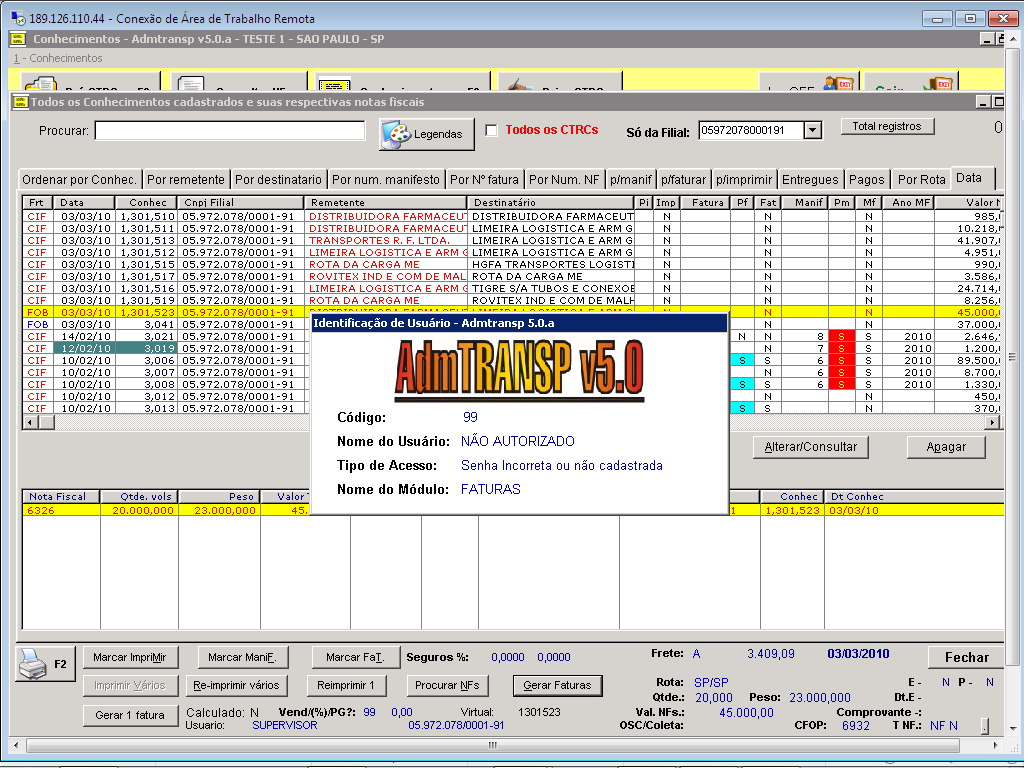 189.126.110.44 - Conexão de Área de Trabalho Remota
Conhecimentos - Admtransp v5.0.a - TESTE 1 - SAO PAULO - SP
1 - Conhecimentos
Todos os Conhecimentos cadastrados e suas respectivas notas fiscais
Procurar: Legendas Todos os CTRCs Só da Filial: 05972078000191 Total registros 0
Ordenar por Conhec. Por remetente Por destinatario Por num. manifesto Por Nº fatura Por Num. NF p/manif p/faturar p/imprimir Entregues Pagos Por Rota Data
Frt Data Conhec Cnpj Filial Remetente Destinatário Pi Imp Fatura Pf Fat Manif Pm Mf Ano MF Valor
CIF 03/03/10 1,301,510 05.972.078/0001-91 DISTRIBUIDORA FARMACEUT DISTRIBUIDORA FARMACEUT N N N 985,
CIF 03/03/10 1,301,511 05.972.078/0001-91 DISTRIBUIDORA FARMACEUT LIMEIRA LOGISTICA E ARM G N N N 10.218,
CIF 03/03/10 1,301,513 05.972.078/0001-91 TRANSPORTES R. F. LTDA. LIMEIRA LOGISTICA E ARM G N N N 41.907,
CIF 03/03/10 1,301,512 05.972.078/0001-91 LIMEIRA LOGISTICA E ARM G LIMEIRA LOGISTICA E ARM G N N N 4.951,
CIF 03/03/10 1,301,515 05.972.078/0001-91 ROTA DA CARGA ME HGFA TRANSPORTES LOGISTI N N N 990,
CIF 03/03/10 1,301,517 05.972.078/0001-91 ROVITEX IND E COM DE MAL ROTA DA CARGA ME N N N 3.586,
CIF 03/03/10 1,301,516 05.972.078/0001-91 LIMEIRA LOGISTICA E ARM G TIGRE S/A TUBOS E CONEXOE N N N 24.714,
CIF 03/03/10 1,301,519 05.972.078/0001-91 ROTA DA CARGA ME ROVITEX IND E COM DE MALH N N N 8.256,
FOB 03/03/10 1,301,523 05.972.078/0001-91 DISTRIBUIDORA FARMACEUT LIMEIRA LOGISTICA E ARM G N N N 45.000,
FOB 03/03/10 3,041 05.972.078/0001-91 N N 37.000,
CIF 14/02/10 3,021 05.972.078/0001-91 N N 8 S S 2010 2.646,
CIF 12/02/10 3,019 05.972.078/0001-91 N 7 S S 2010 1.200,
CIF 10/02/10 3,006 05.972.078/0001-91 S S 6 S S 2010 89.500,
CIF 10/02/10 3,007 05.972.078/0001-91 N 6 S S 2010 8.700,
CIF 10/02/10 3,008 05.972.078/0001-91 S S 6 S S 2010 1.330,
CIF 10/02/10 3,012 05.972.078/0001-91 N N 450,
CIF 10/02/10 3,013 05.972.078/0001-91 S S N 370,
Identificação de Usuário - Admtransp 5.0.a
AdmTRANSP v5.0
Código: 99
Nome do Usuário: NÃO AUTORIZADO
Tipo de Acesso: Senha Incorreta ou não cadastrada
Nome do Módulo: FATURAS
Alterar/Consultar Apagar
Nota Fiscal Qtde. vols Peso Valor Conhec Dt Conhec
6326 20.000,000 23.000,000 45. 1 1,301,523 03/03/10
F2 Marcar ImpriMir Marcar ManiF. Marcar FaT. Seguros %: 0,0000 0,0000 Frete: A 3.409,09 03/03/2010 Fechar
Imprimir Vários Re-imprimir vários Reimprimir 1 Procurar NFs Gerar Faturas Rota: SP/SP E - N P - N
Qtde.: 20,000 Peso: 23.000,000 Dt.E -
Gerar 1 fatura Calculado: N Vend/(%)/PG?: 99 0,00 Virtual: 1301523 Val. NFs.: 45.000,00 Comprovante -:
Usuario: SUPERVISOR 05.972.078/0001-91 OSC/Coleta: CFOP: 6932 T NF.: NF N